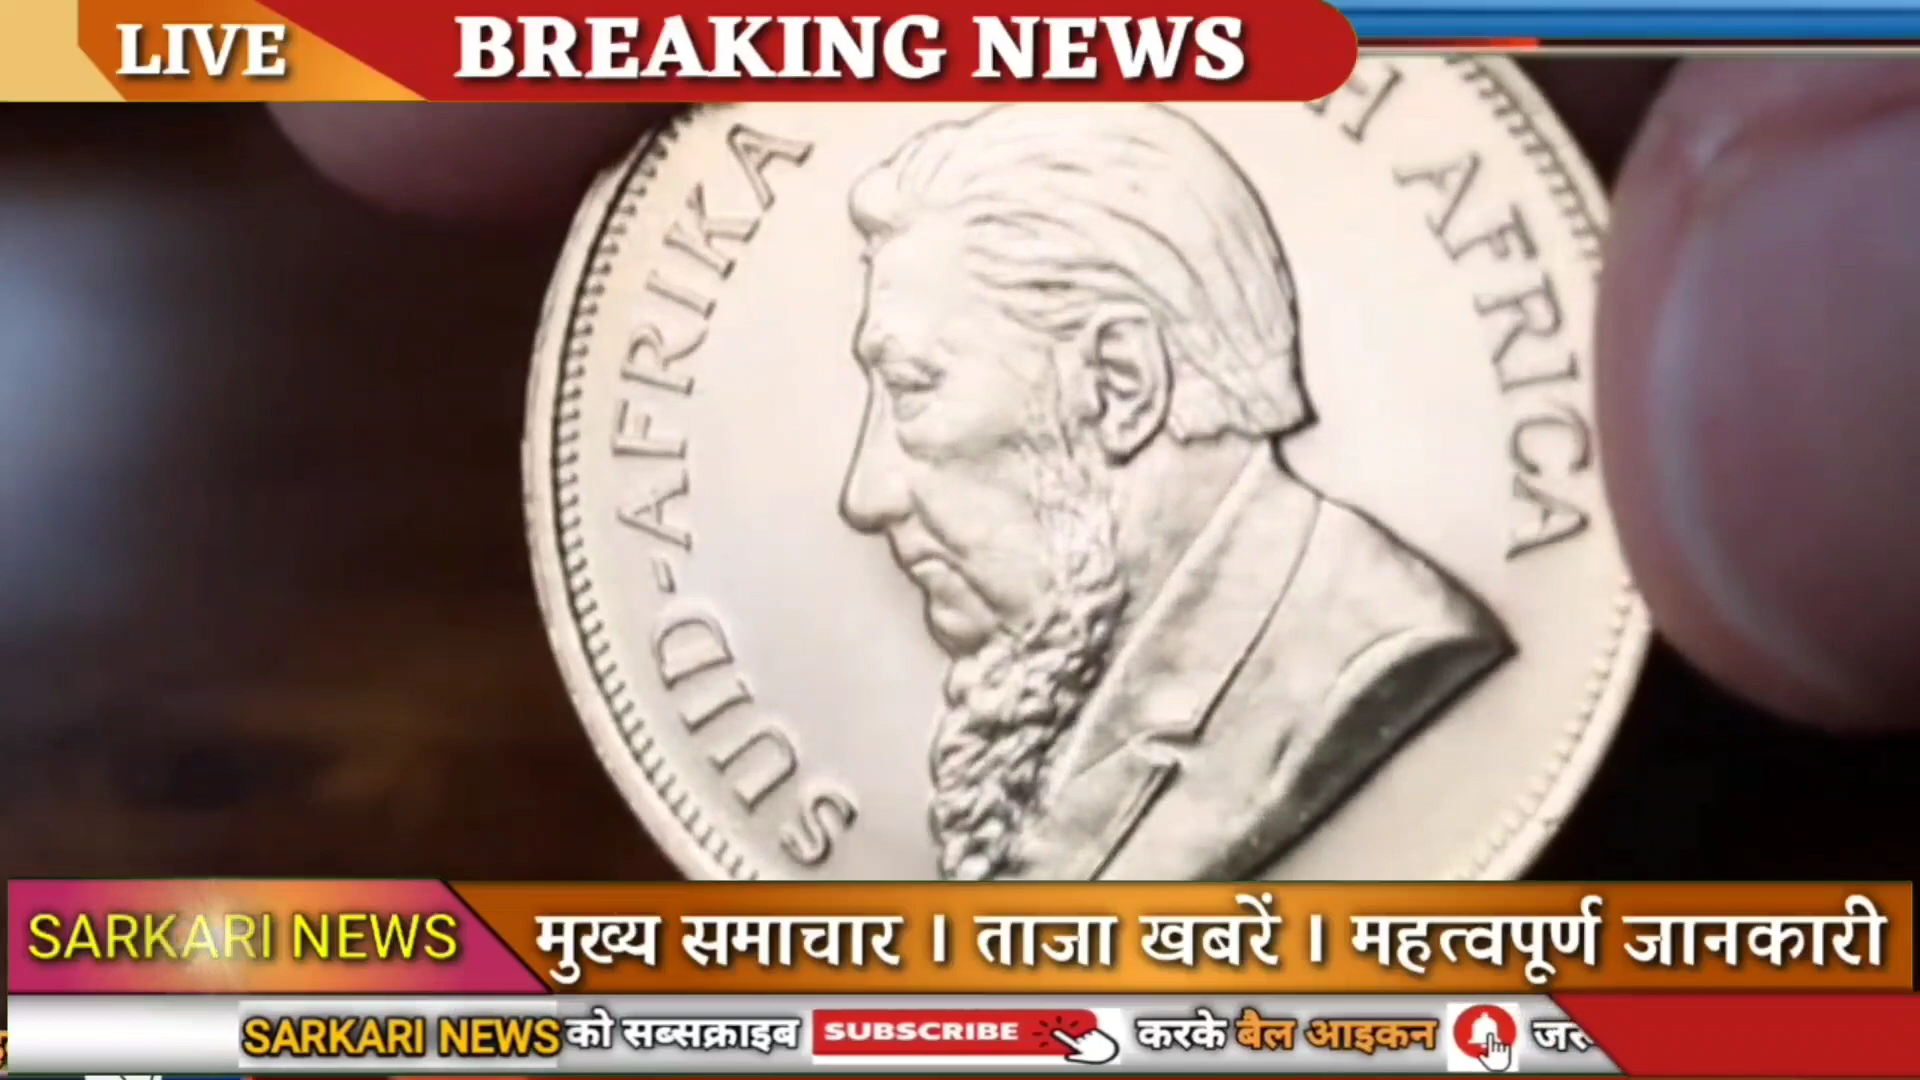 LIVE
BREAKING NEWS
SUID-AFRIKA
AFRICA
SARKARI NEWS
मुख्य समाचार । ताजा खबरें । महत्वपूर्ण जानकारी
SARKARI NEWS को सब्सक्राइब SUBSCRIBE करके बैल आइकन